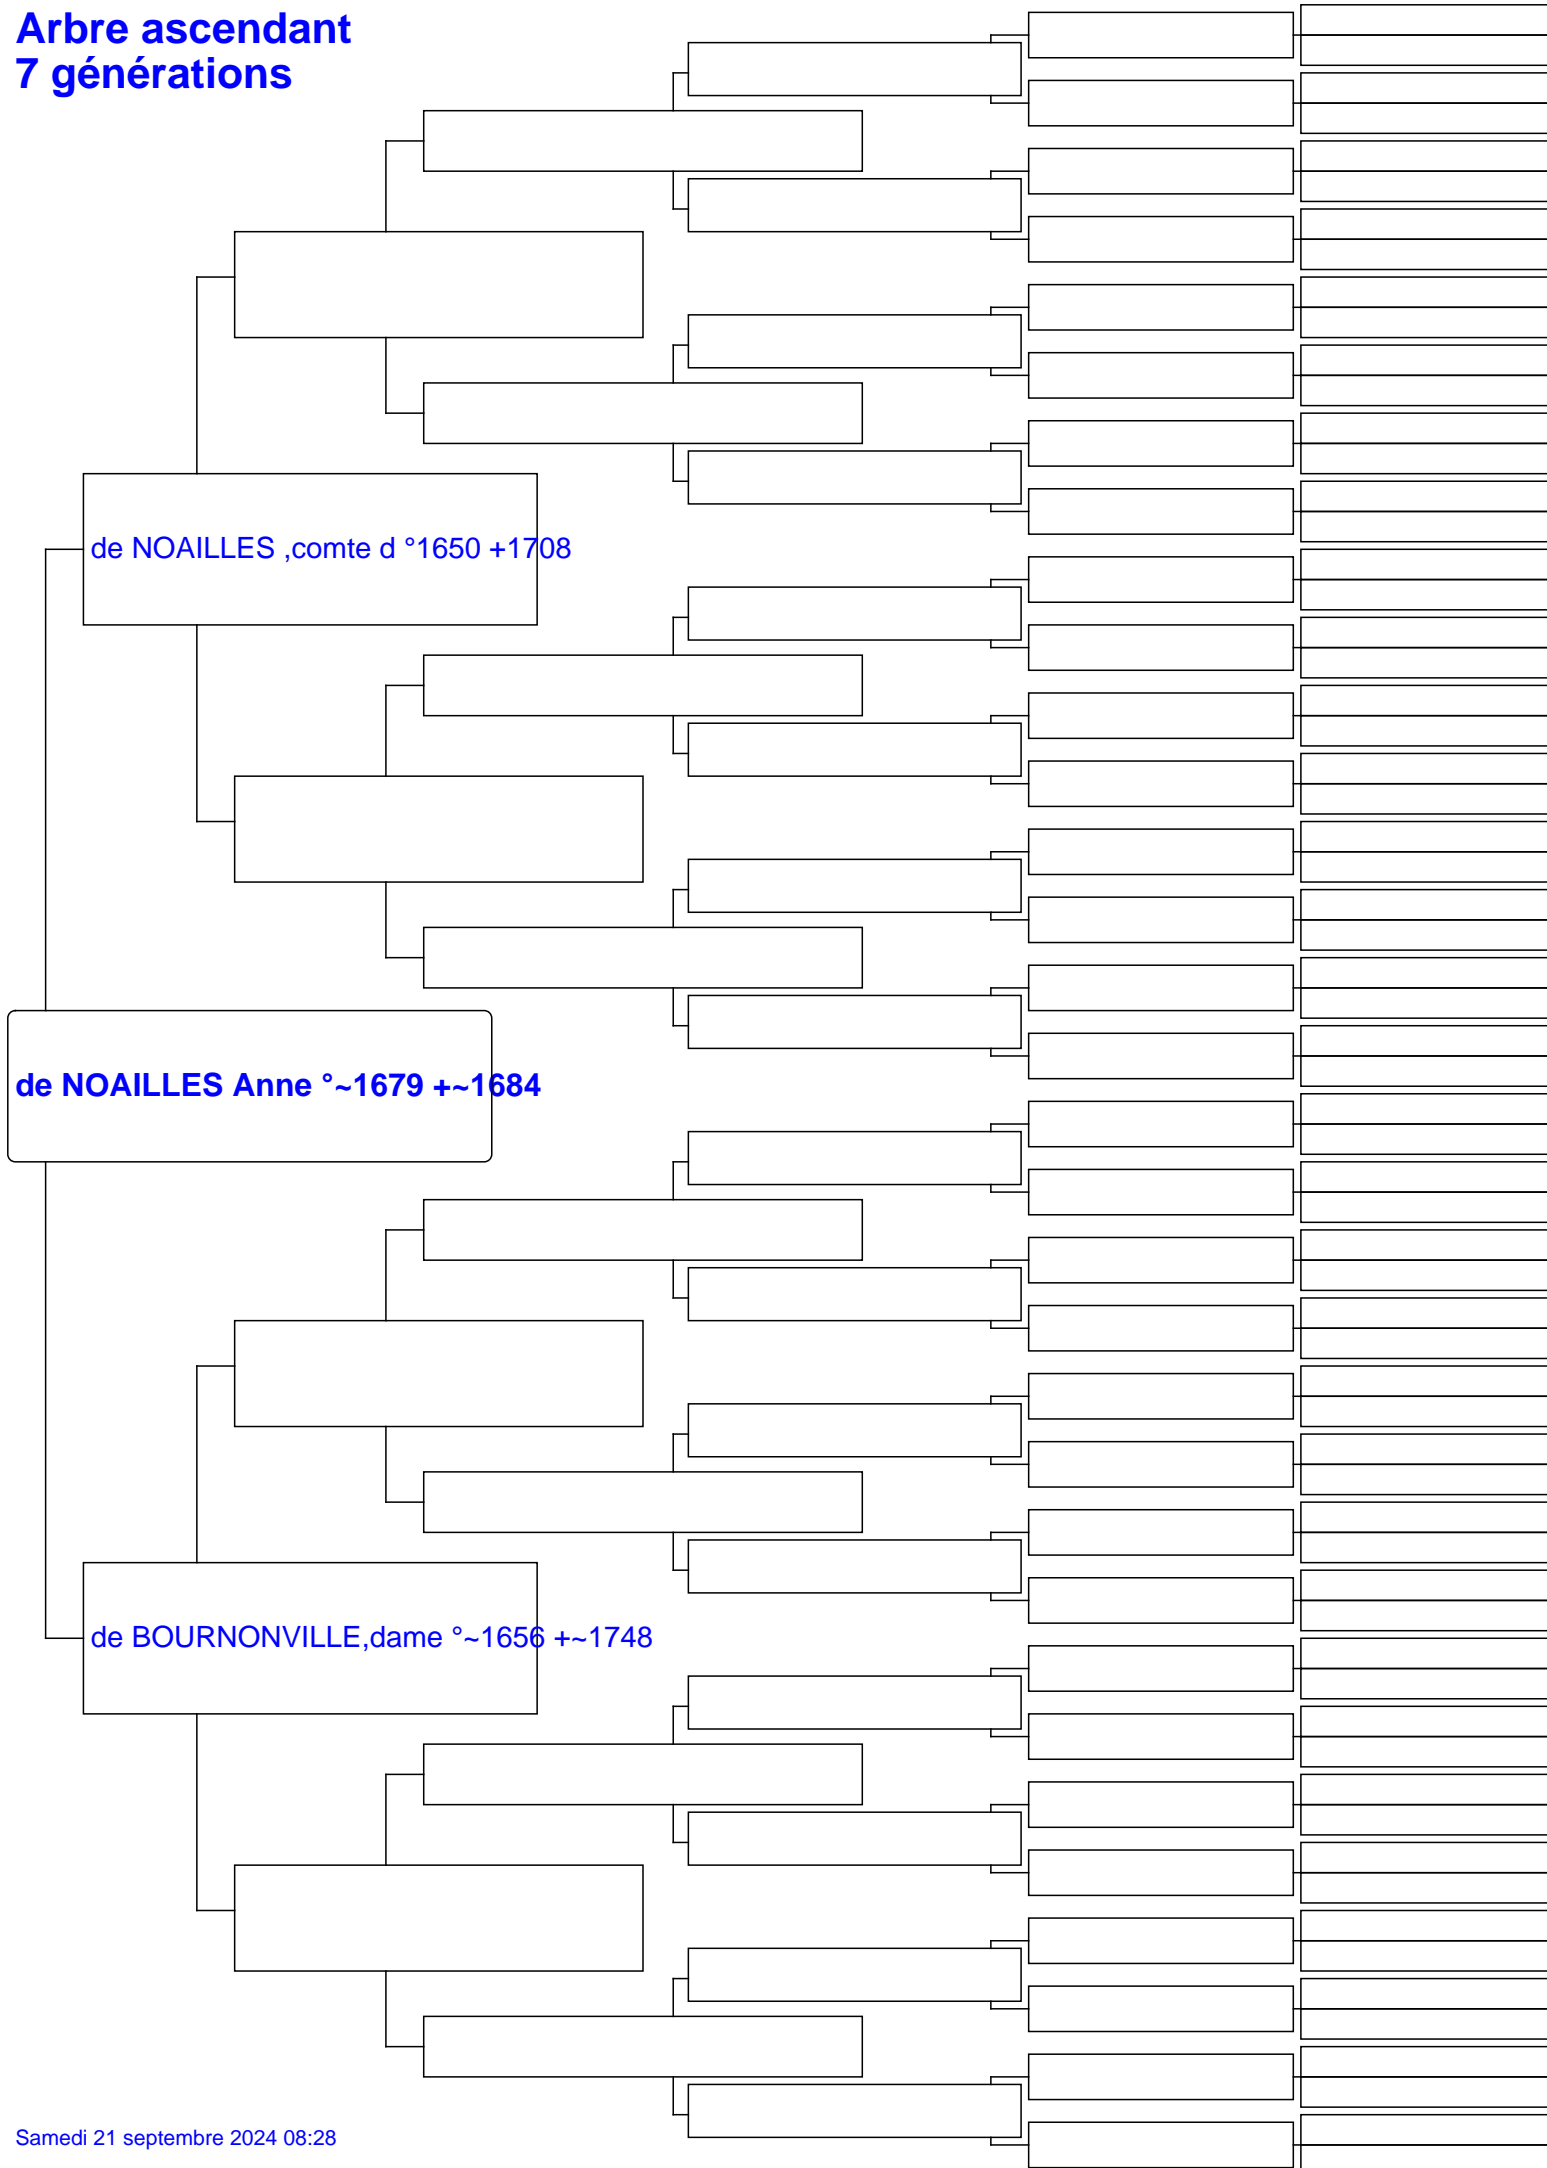 Arbre ascendant
7 générations
de NOAILLES ,comte d °1650 +1708
de NOAILLES Anne °~1679 +~1684
de BOURNONVILLE,dame °~1656 +~1748
Samedi 21 septembre 2024 08:28